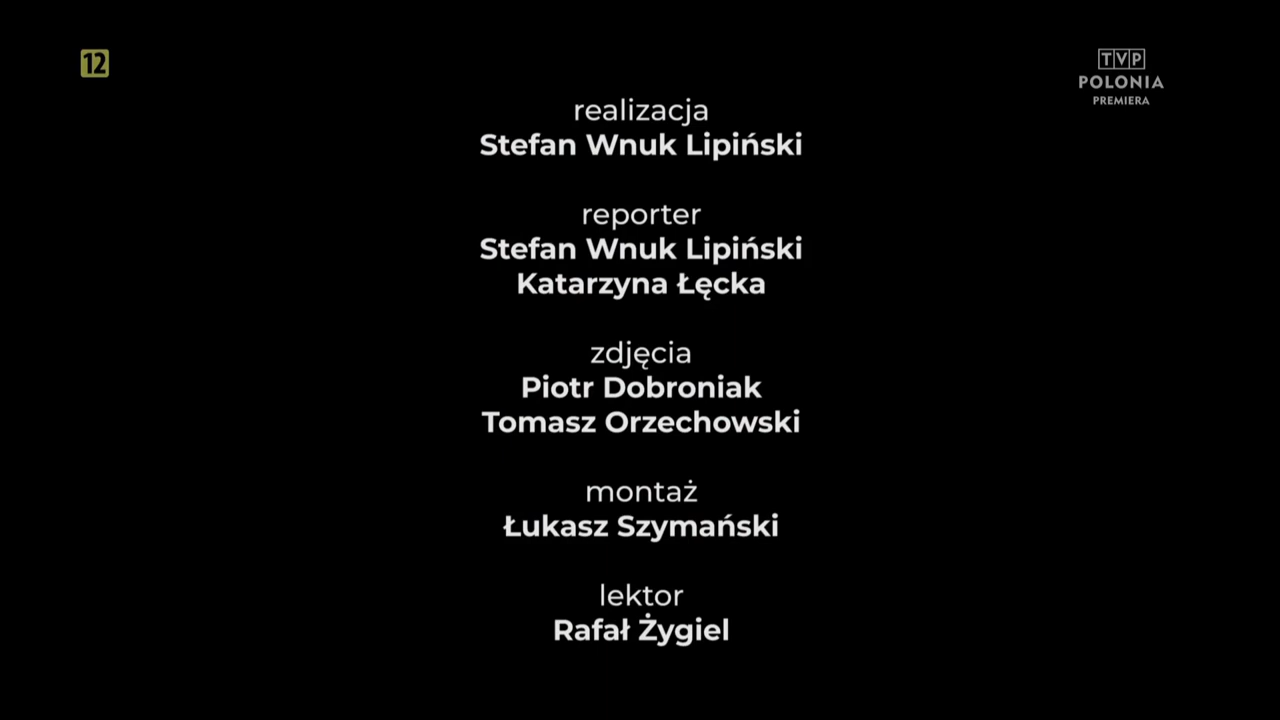 12
TVP
POLONIA
PREMIERA
realizacja
Stefan Wnuk Lipiński
reporter
Stefan Wnuk Lipiński
Katarzyna Łęcka
zdjęcia
Piotr Dobroniak
Tomasz Orzechowski
montaż
Łukasz Szymański
lektor
Rafał Żygiel